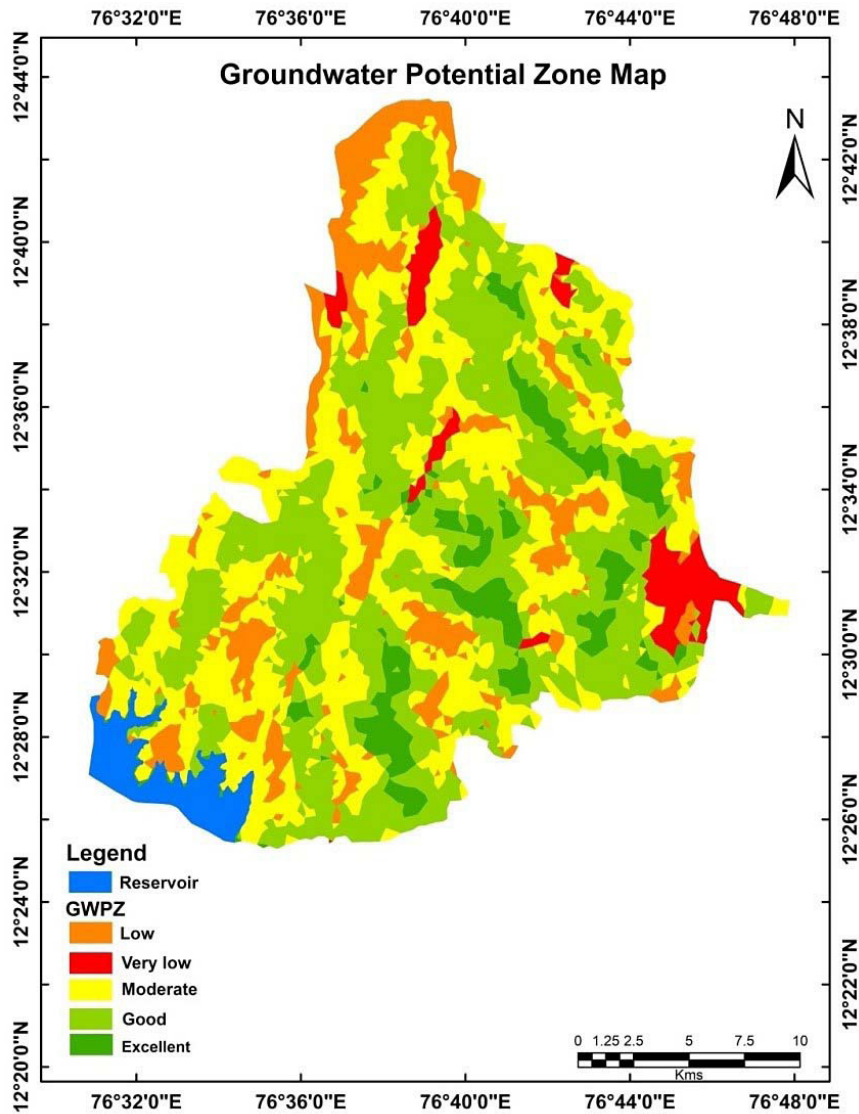 76°32'0"E 76°36'0"E 76°40'0"E 76°44'0"E 76°48'0"E
Groundwater Potential Zone Map
N
12°44'0"N
12°40'0"N
12°36'0"N
12°32'0"N
12°28'0"N
12°24'0"N
12°20'0"N
12°42'0"N
12°38'0"N
12°34'0"N
12°30'0"N
12°26'0"N
12°22'0"N
Legend
Reservoir
GWPZ
Low
Very low
Moderate
Good
Excellent
0 1.25 2.5 5 7.5 10
Kms
76°32'0"E 76°36'0"E 76°40'0"E 76°44'0"E 76°48'0"E